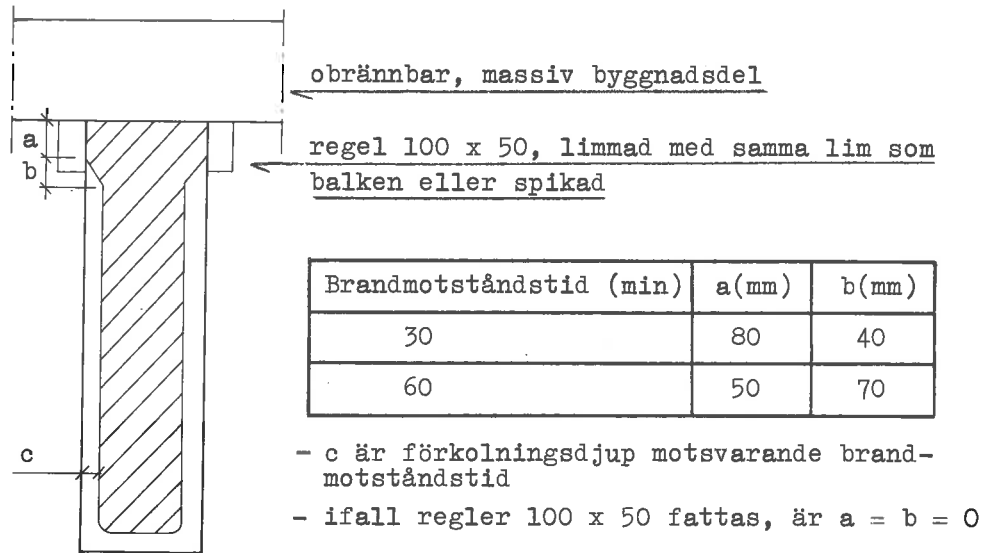 obrännbar, massiv byggnadsdel
a
regel 100 x 50, limmad med samma lim som
b
balken eller spikad
Brandmotståndstid (min) a(mm) b(mm)
30 80 40
60 50 70
c
- c är förkolningsdjup motsvarande brand-
motståndstid
- ifall regler 100 x 50 fattas, är a = b = 0